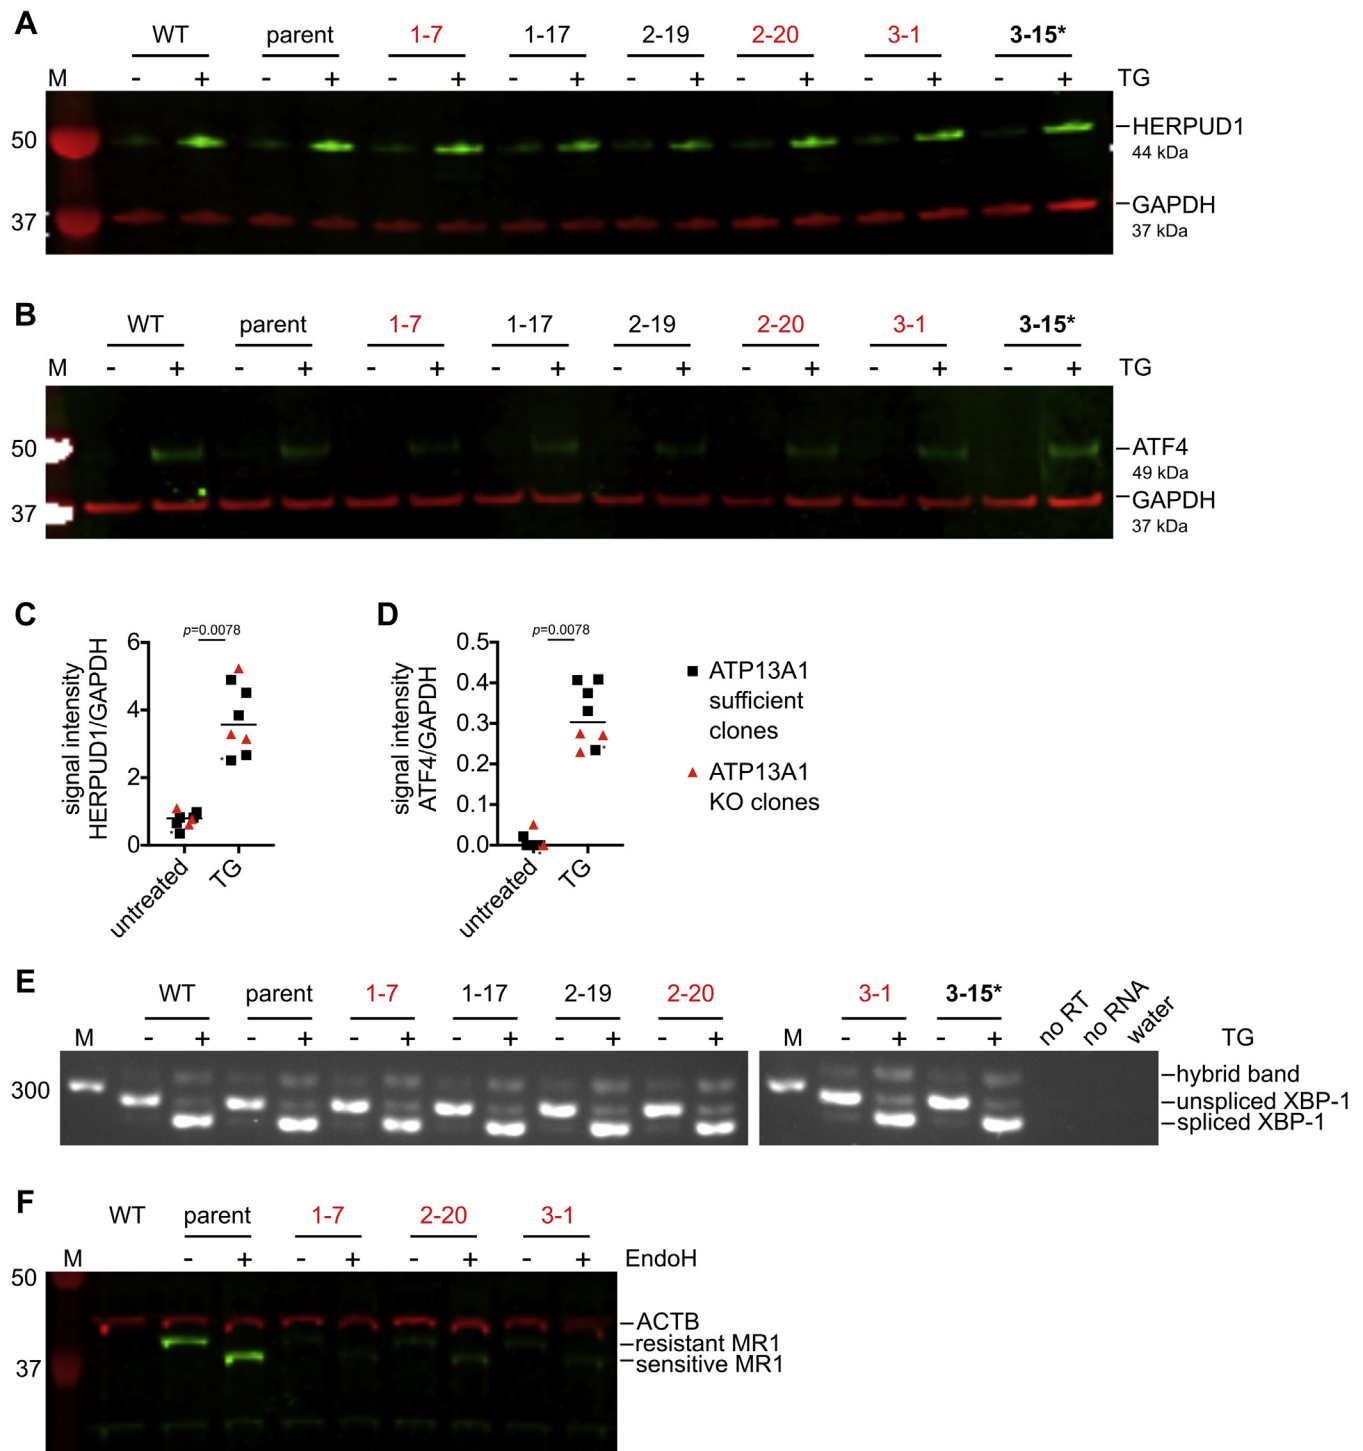 A
WT parent 1-7 1-17 2-19 2-20 3-1 3-15*
M - + - + - + - + - + - + - + - + TG
50
37
HERPUD1
44 kDa
GAPDH
37 kDa
B
WT parent 1-7 1-17 2-19 2-20 3-1 3-15*
M - + - + - + - + - + - + - + - + TG
50
37
ATF4
49 kDa
GAPDH
37 kDa
C
signal intensity
HERPUD1/GAPDH
6
4
2
0
p=0.0078
*
*
untreated
TG
D
signal intensity
ATF4/GAPDH
0.5
0.4
0.3
0.2
0.1
0.0
p=0.0078
*
*
untreated
TG
ATP13A1
sufficient
clones
ATP13A1
KO clones
E
WT parent 1-7 1-17 2-19 2-20 3-1 3-15* no RT no RNA water
M - + - + - + - + - + - + M - + - + TG
300
hybrid band
unspliced XBP-1
spliced XBP-1
F
WT parent 1-7 2-20 3-1
M - + - + - + - + EndoH
50
37
ACTB
resistant MR1
sensitive MR1